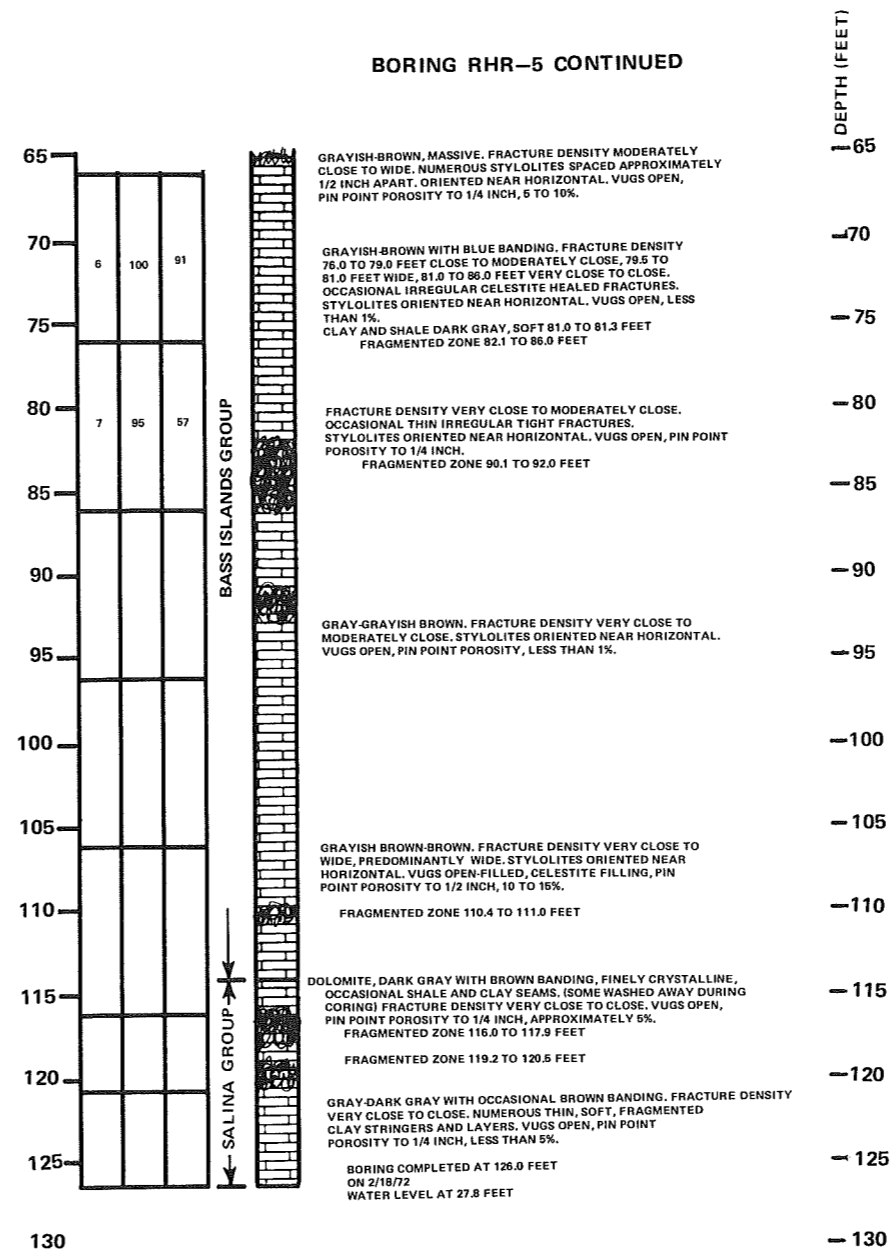 BORING RHR-5 CONTINUED
DEPTH (FEET)
65
70
75
80
85
90
95
100
105
110
115
120
125
130
6 100 91
7 95 57
BASS ISLANDS GROUP
SALINA GROUP
GRAYISH-BROWN, MASSIVE. FRACTURE DENSITY MODERATELY
CLOSE TO WIDE. NUMEROUS STYLOLITES SPACED APPROXIMATELY
1/2 INCH APART. ORIENTED NEAR HORIZONTAL. VUGS OPEN,
PIN POINT POROSITY TO 1/4 INCH, 5 TO 10%.
GRAYISH-BROWN WITH BLUE BANDING. FRACTURE DENSITY
76.0 TO 79.0 FEET CLOSE TO MODERATELY CLOSE, 79.5 TO
81.0 FEET WIDE, 81.0 TO 86.0 FEET VERY CLOSE TO CLOSE.
OCCASIONAL IRREGULAR CELESTITE HEALED FRACTURES.
STYLOLITES ORIENTED NEAR HORIZONTAL. VUGS OPEN, LESS
THAN 1%.
CLAY AND SHALE DARK GRAY, SOFT 81.0 TO 81.3 FEET
FRAGMENTED ZONE 82.1 TO 86.0 FEET
FRACTURE DENSITY VERY CLOSE TO MODERATELY CLOSE.
OCCASIONAL THIN IRREGULAR TIGHT FRACTURES.
STYLOLITES ORIENTED NEAR HORIZONTAL. VUGS OPEN, PIN POINT
POROSITY TO 1/4 INCH.
FRAGMENTED ZONE 90.1 TO 92.0 FEET
GRAY-GRAYISH BROWN. FRACTURE DENSITY VERY CLOSE TO
MODERATELY CLOSE. STYLOLITES ORIENTED NEAR HORIZONTAL.
VUGS OPEN, PIN POINT POROSITY, LESS THAN 1%.
GRAYISH BROWN-BROWN. FRACTURE DENSITY VERY CLOSE TO
WIDE, PREDOMINANTLY WIDE. STYLOLITES ORIENTED NEAR
HORIZONTAL. VUGS OPEN-FILLED, CELESTITE FILLING, PIN
POINT POROSITY TO 1/2 INCH, 10 TO 15%.
FRAGMENTED ZONE 110.4 TO 111.0 FEET
DOLOMITE, DARK GRAY WITH BROWN BANDING, FINELY CRYSTALLINE,
OCCASIONAL SHALE AND CLAY SEAMS. (SOME WASHED AWAY DURING
CORING) FRACTURE DENSITY VERY CLOSE TO CLOSE. VUGS OPEN,
PIN POINT POROSITY TO 1/4 INCH, APPROXIMATELY 5%.
FRAGMENTED ZONE 116.0 TO 117.9 FEET
FRAGMENTED ZONE 119.2 TO 120.5 FEET
GRAY-DARK GRAY WITH OCCASIONAL BROWN BANDING. FRACTURE DENSITY
VERY CLOSE TO CLOSE. NUMEROUS THIN, SOFT, FRAGMENTED
CLAY STRINGERS AND LAYERS. VUGS OPEN, PIN POINT
POROSITY TO 1/4 INCH, LESS THAN 5%.
BORING COMPLETED AT 126.0 FEET
ON 2/18/72
WATER LEVEL AT 27.8 FEET
65
70
75
80
85
90
95
100
105
110
115
120
125
130